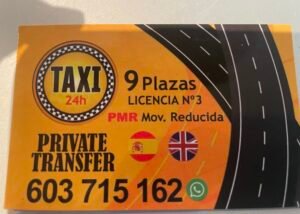 TAXI
24h
9 Plazas
LICENCIA Nº3
PMR Mov. Reducida
PRIVATE
TRANSFER
603 715 162